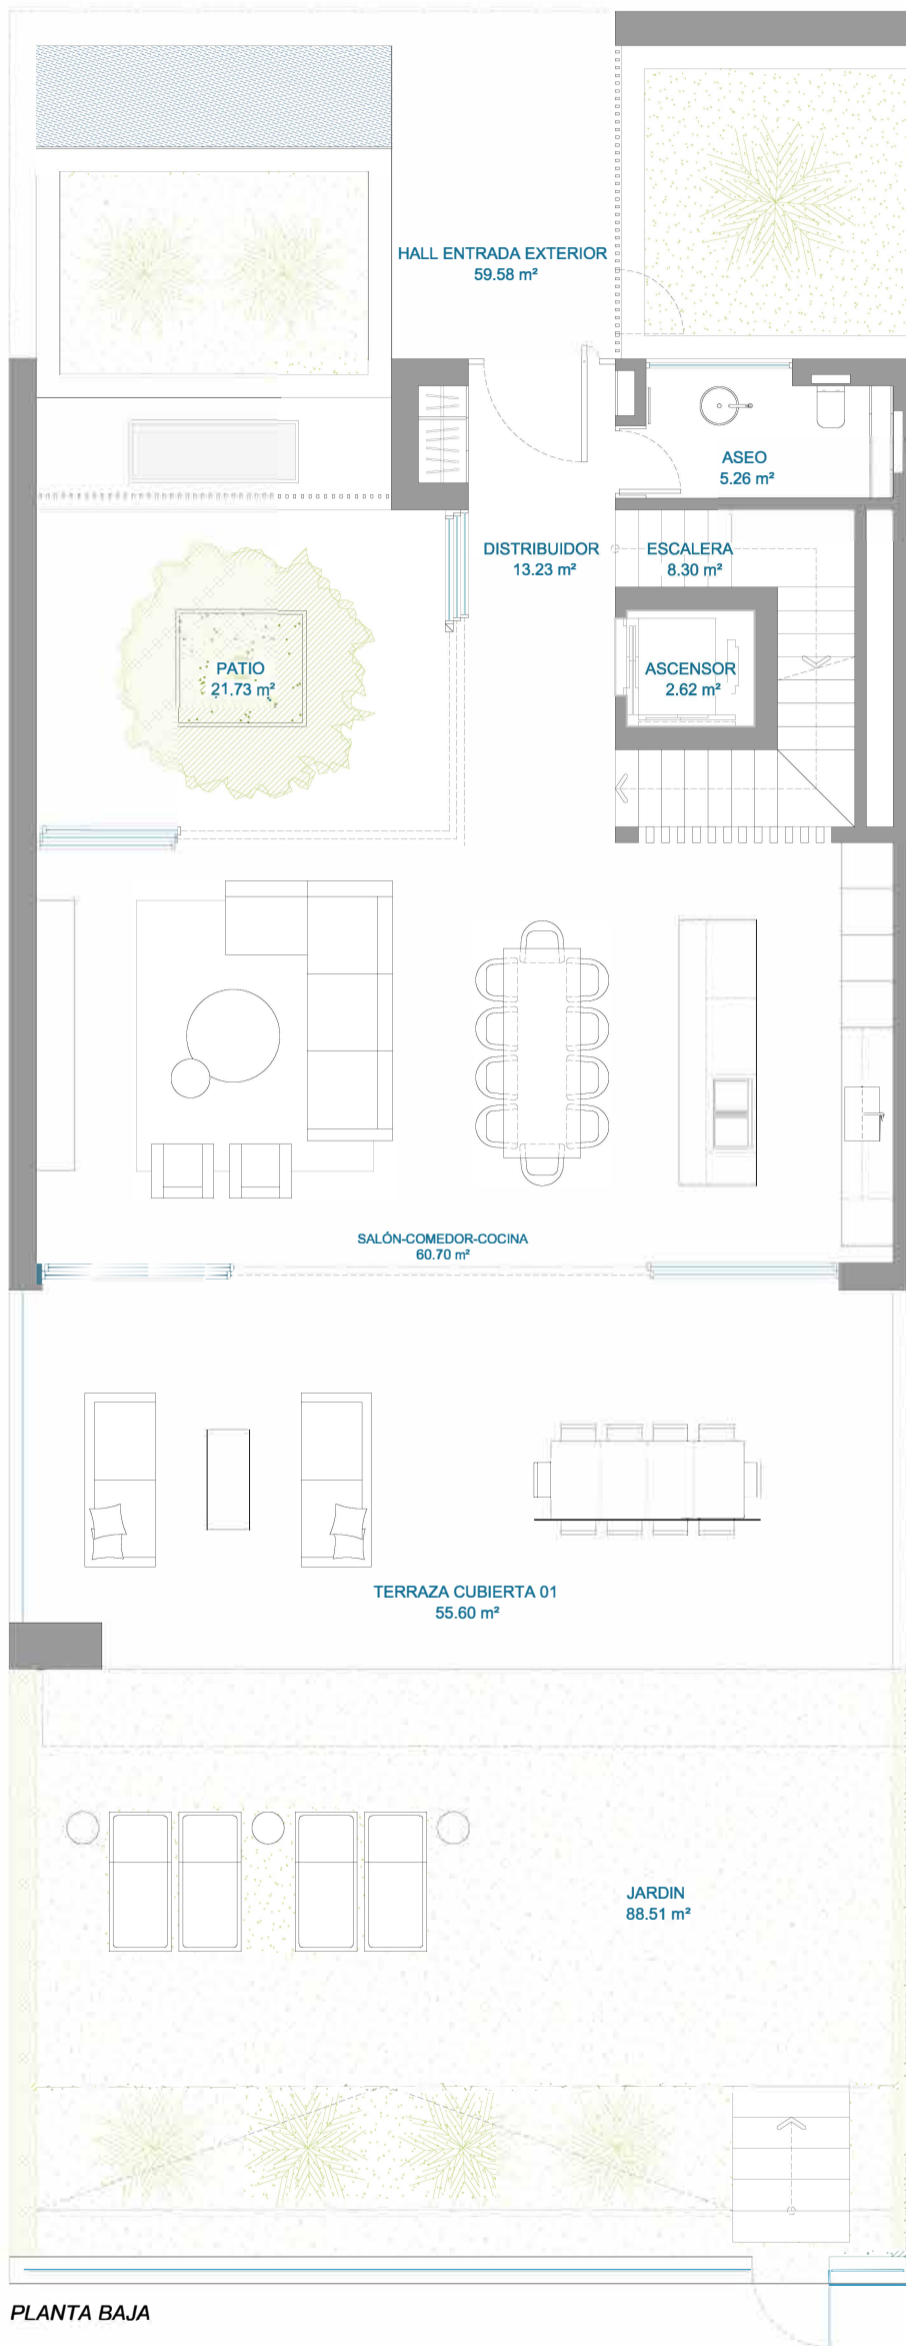 HALL ENTRADA EXTERIOR
59.58 m²
ASEO
5.26 m²
DISTRIBUIDOR
13.23 m²
ESCALERA
8.30 m²
PATIO
21.73 m²
ASCENSOR
2.62 m²
SALÓN-COMEDOR-COCINA
60.70 m²
TERRAZA CUBIERTA 01
55.60 m²
JARDIN
88.51 m²
PLANTA BAJA